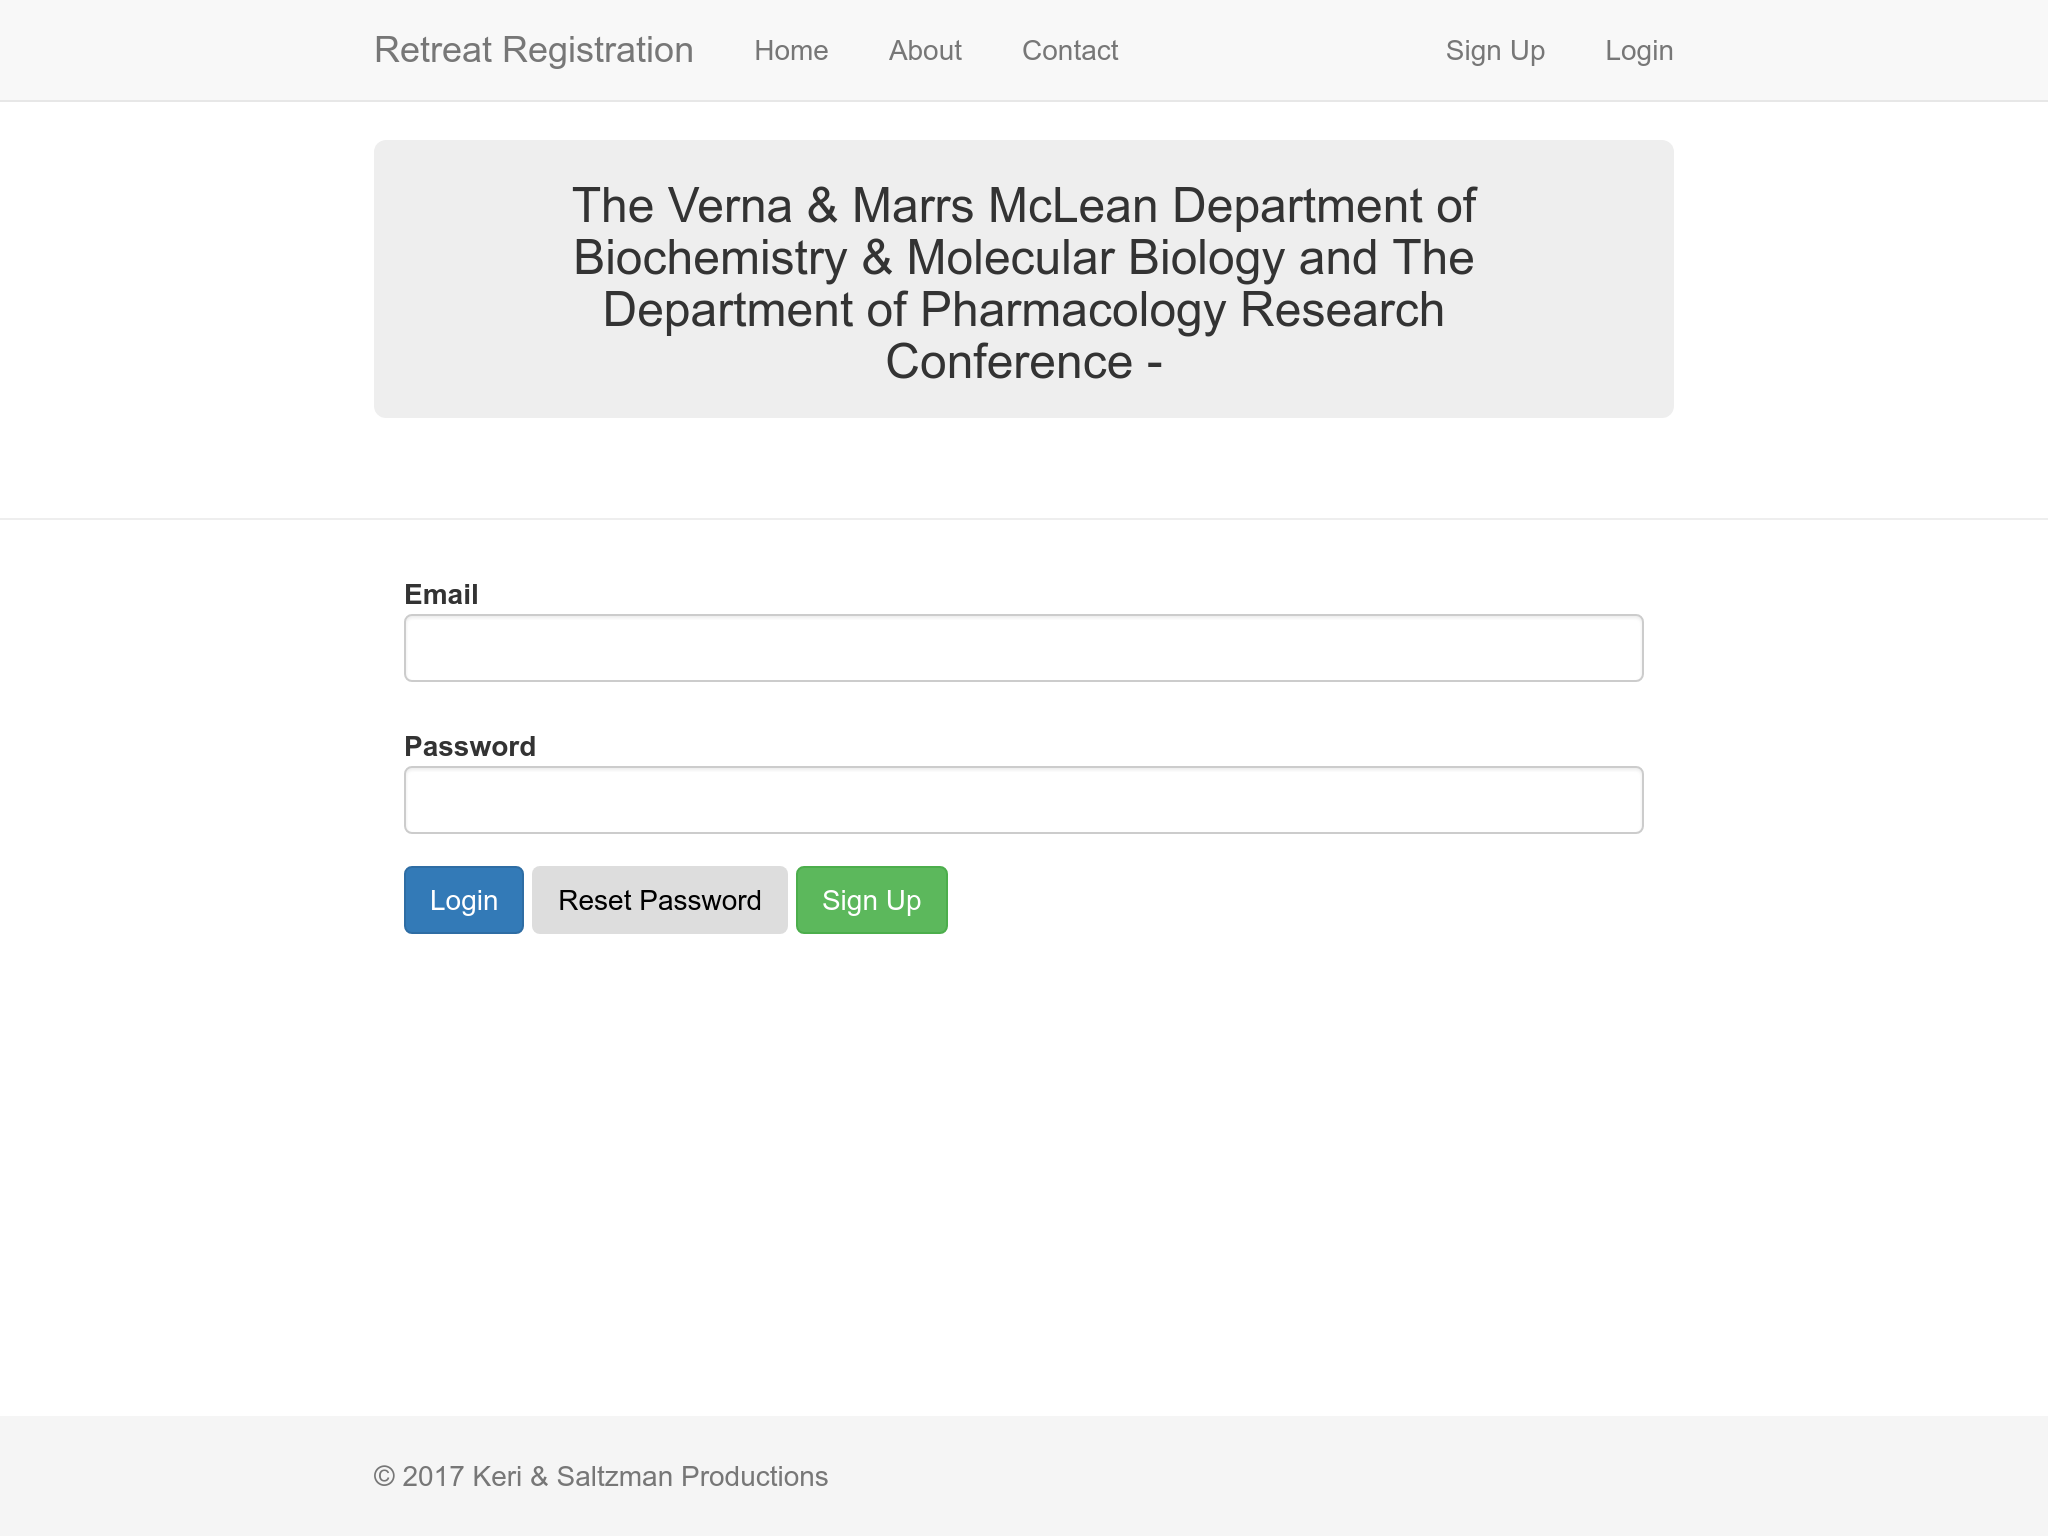 Retreat Registration Home About Contact Sign Up Login
The Verna & Marrs McLean Department of
Biochemistry & Molecular Biology and The
Department of Pharmacology Research
Conference -
Email
Password
Login Reset Password Sign Up
© 2017 Keri & Saltzman Productions